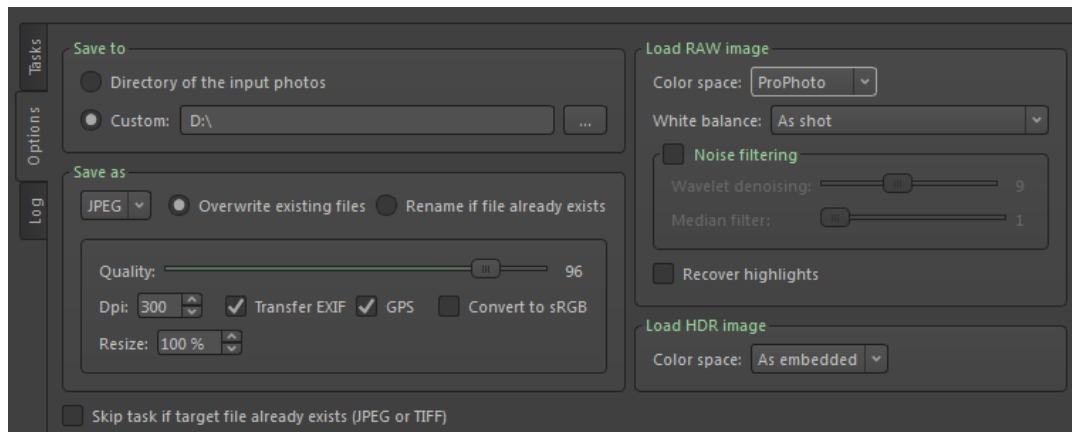 Tasks
Options
Log
Save to
Directory of the input photos
Custom: D:\ ...
Save as
JPEG Overwrite existing files Rename if file already exists
Quality: 96
Dpi: 300 Transfer EXIF GPS Convert to sRGB
Resize: 100 %
Skip task if target file already exists (JPEG or TIFF)
Load RAW image
Color space: ProPhoto
White balance: As shot
Noise filtering
Wavelet denoising: 9
Median filter: 1
Recover highlights
Load HDR image
Color space: As embedded